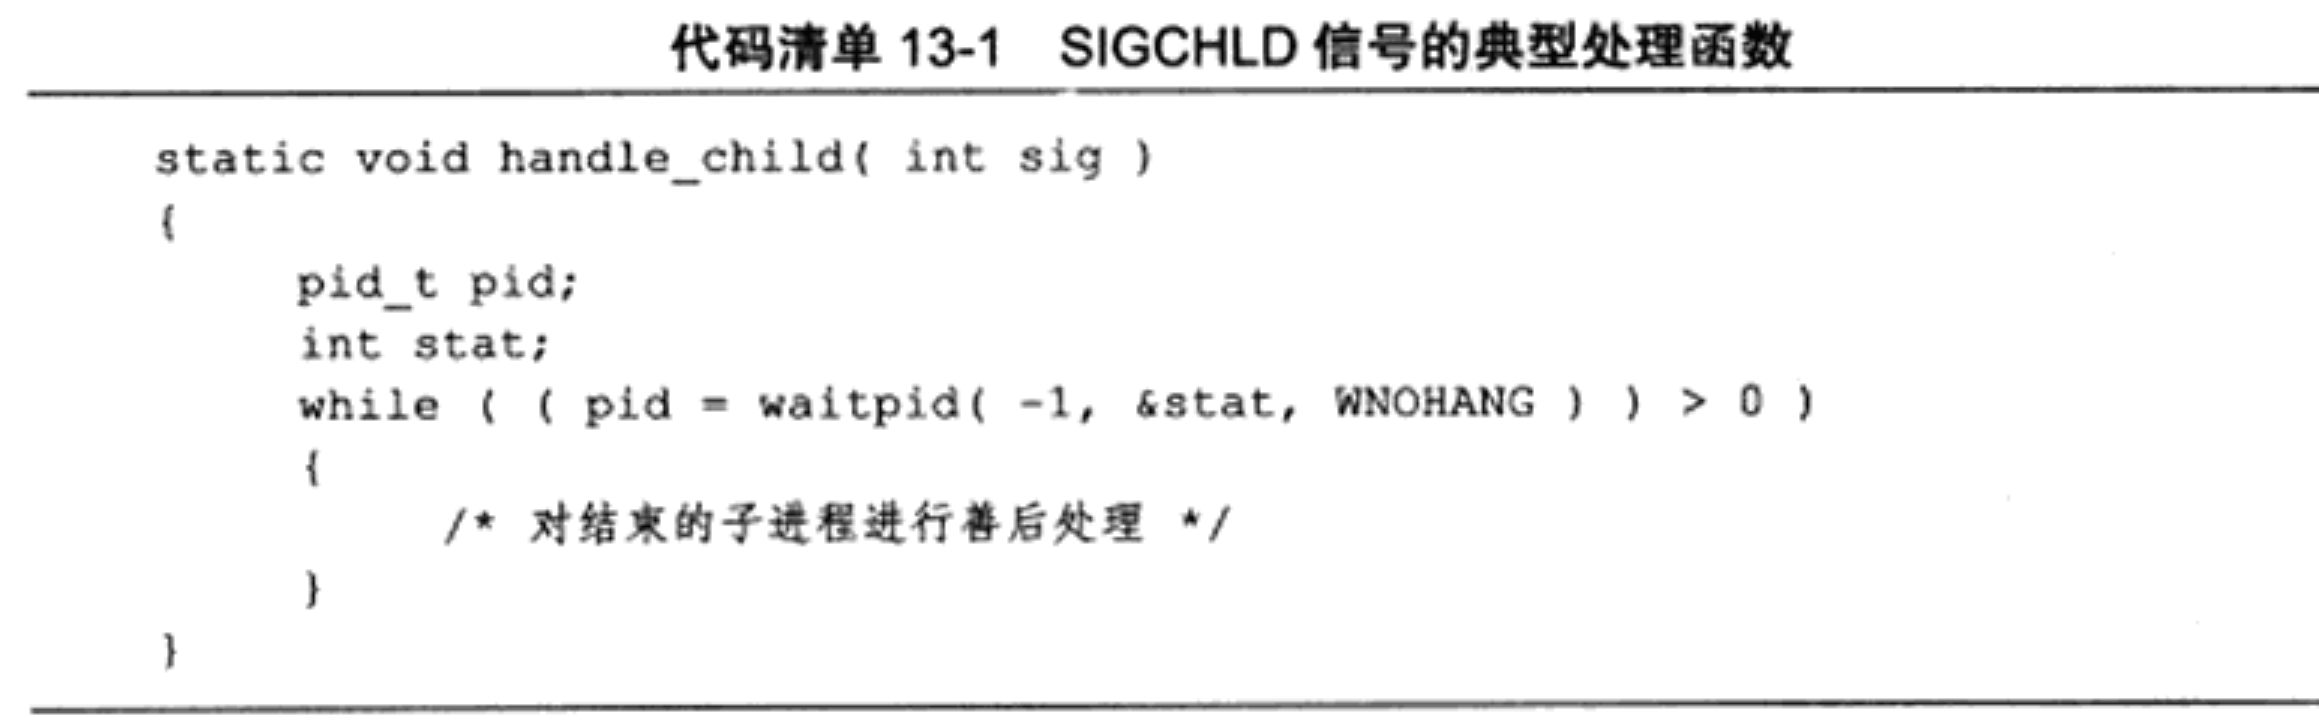 代码清单 13-1 SIGCHLD 信号的典型处理函数
static void handle_child( int sig )
{
pid_t pid;
int stat;
while ( ( pid = waitpid( -1, &stat, WNOHANG ) ) > 0 )
{
/* 对结束的子进程进行善后处理 */
}
}